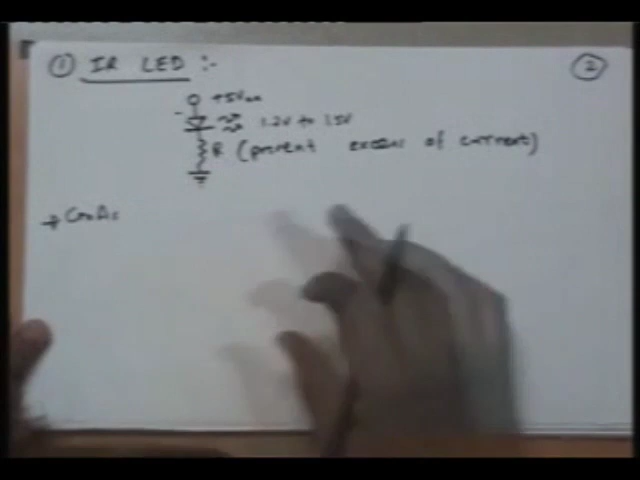 ① IR LED :-
②
+5V
1.2V to 1.5V
R (prevent excess of current)
→ GaAs